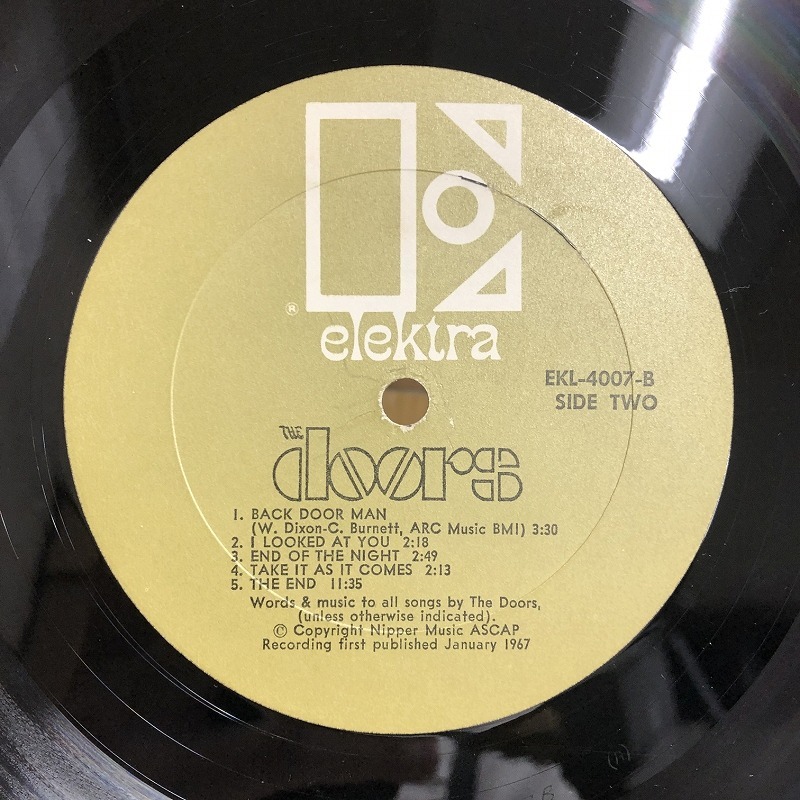 ®
elektra
EKL-4007-B
SIDE TWO
THE
doors
1. BACK DOOR MAN
(W. Dixon-C. Burnett, ARC Music BMI) 3:30
2. I LOOKED AT YOU 2:18
3. END OF THE NIGHT 2:49
4. TAKE IT AS IT COMES 2:13
5. THE END 11:35
Words & music to all songs by The Doors,
(unless otherwise indicated).
© Copyright Nipper Music ASCAP
Recording first published January 1967